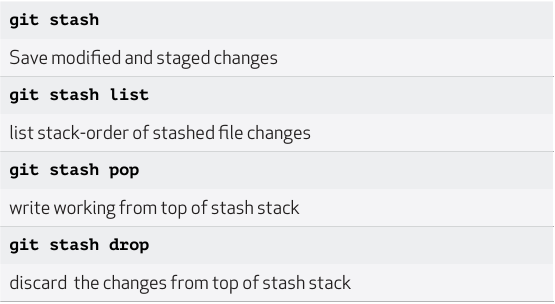 git stash
Save modified and staged changes
git stash list
list stack-order of stashed file changes
git stash pop
write working from top of stash stack
git stash drop
discard the changes from top of stash stack